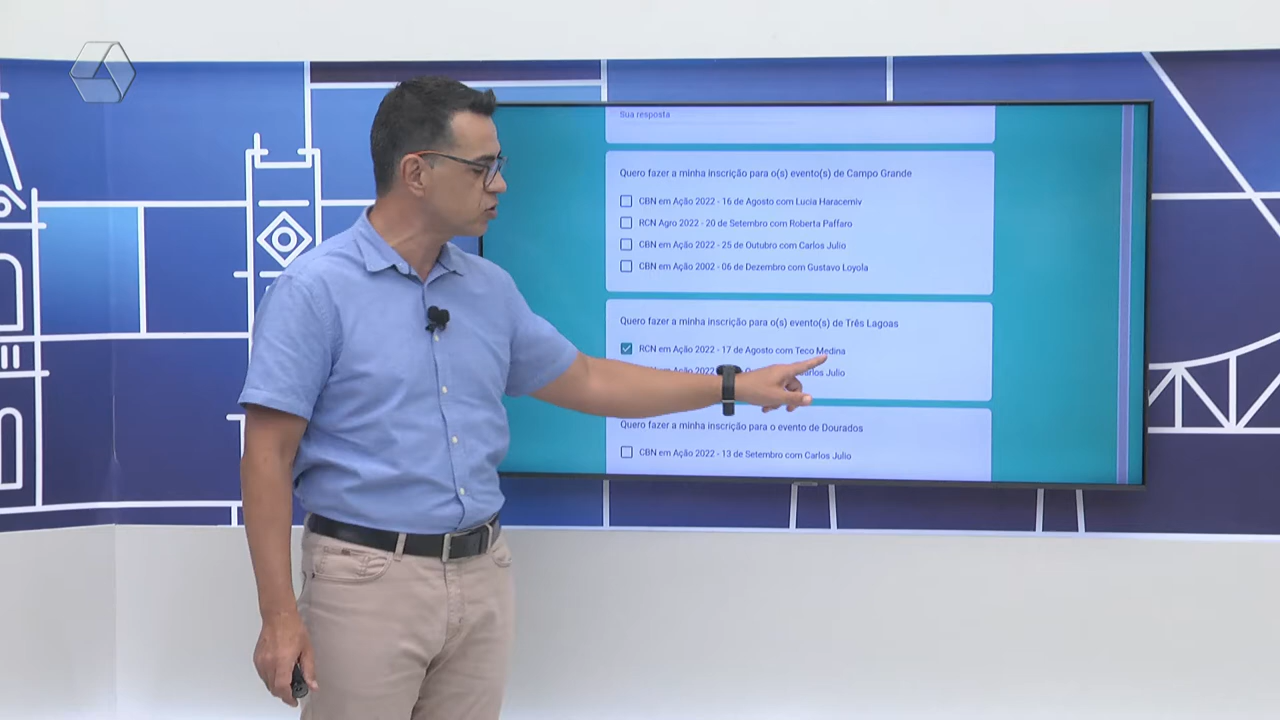 Sua resposta
Quero fazer a minha inscrição para o(s) evento(s) de Campo Grande
CBN em Ação 2022 - 16 de Agosto com Lucia Haracemiv
RCN Agro 2022 - 20 de Setembro com Roberta Paffaro
CBN em Ação 2022 - 25 de Outubro com Carlos Julio
CBN em Ação 2002 - 06 de Dezembro com Gustavo Loyola
Quero fazer a minha inscrição para o(s) evento(s) de Três Lagoas
RCN em Ação 2022 - 17 de Agosto com Teco Medina
em Ação 2022 Carlos Julio
Quero fazer a minha inscrição para o evento de Dourados
CBN em Ação 2022 - 13 de Setembro com Carlos Julio